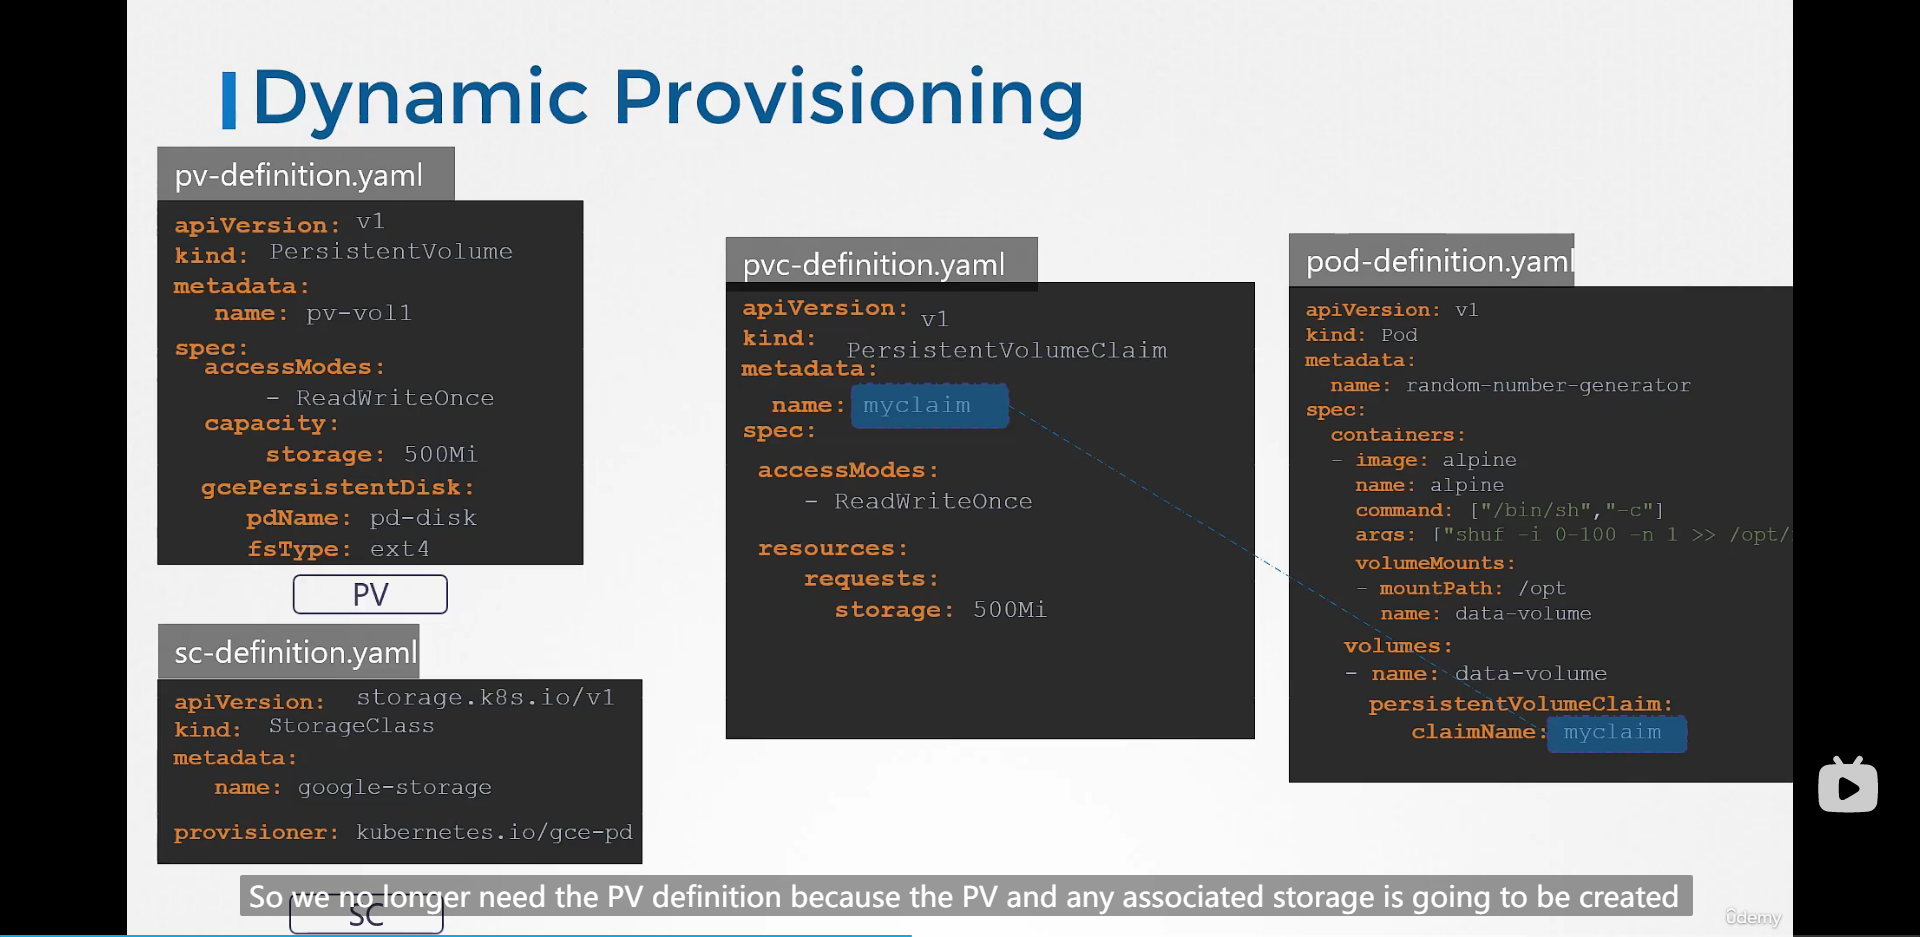 Dynamic Provisioning
pv-definition.yaml
apiVersion: v1
kind: PersistentVolume
metadata:
name: pv-vol1
spec:
accessModes:
- ReadWriteOnce
capacity:
storage: 500Mi
gcePersistentDisk:
pdName: pd-disk
fsType: ext4
PV
sc-definition.yaml
apiVersion: storage.k8s.io/v1
kind: StorageClass
metadata:
name: google-storage
provisioner: kubernetes.io/gce-pd
SC
pvc-definition.yaml
apiVersion: v1
kind: PersistentVolumeClaim
metadata:
name: myclaim
spec:
accessModes:
- ReadWriteOnce
resources:
requests:
storage: 500Mi
pod-definition.yaml
apiVersion: v1
kind: Pod
metadata:
name: random-number-generator
spec:
containers:
- image: alpine
name: alpine
command: ["/bin/sh","-c"]
args: ["shuf -i 0-100 -n 1 >> /opt/
volumeMounts:
- mountPath: /opt
name: data-volume
volumes:
- name: data-volume
persistentVolumeClaim:
claimName: myclaim
So we no longer need the PV definition because the PV and any associated storage is going to be created
ûdemy